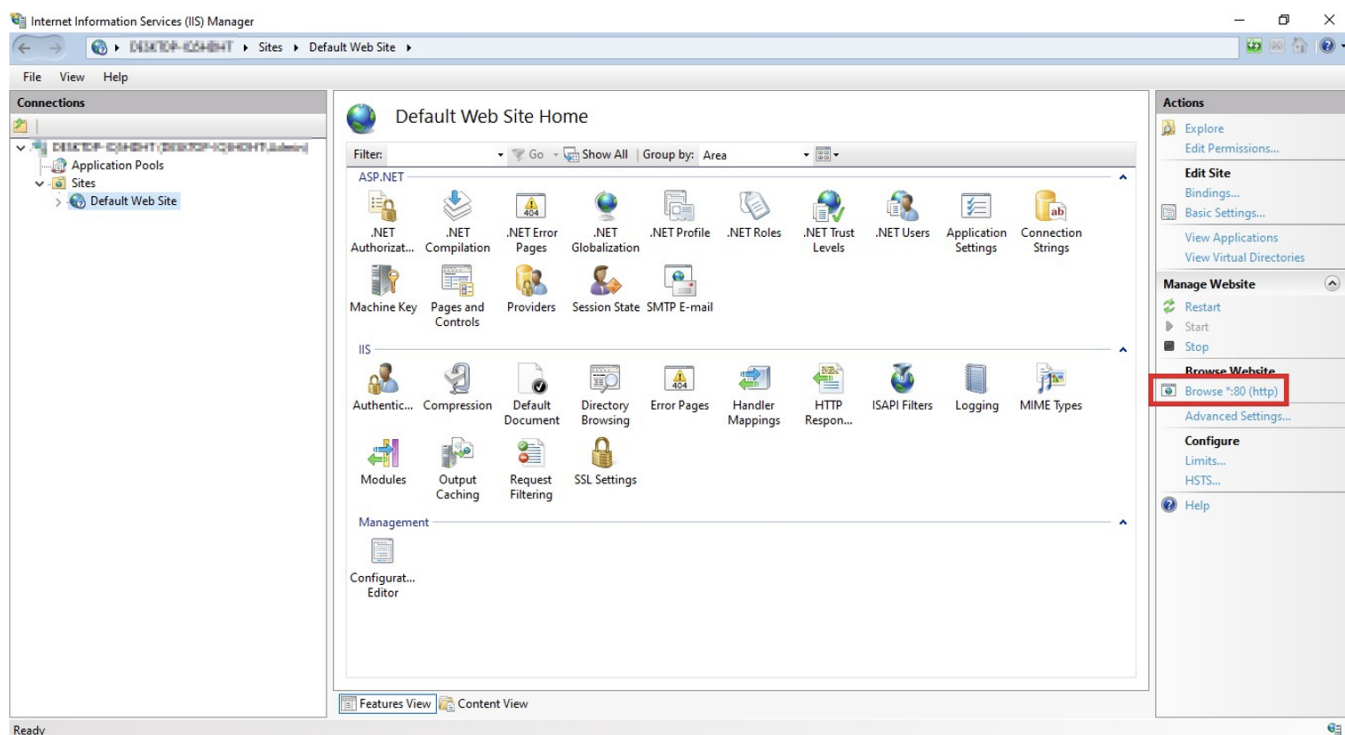 Internet Information Services (IIS) Manager
Sites Default Web Site
File View Help
Connections
Application Pools
Sites
Default Web Site
Default Web Site Home
Filter: Go Show All Group by: Area
ASP.NET
.NET Authorizat...
.NET Compilation
.NET Error Pages
.NET Globalization
.NET Profile
.NET Roles
.NET Trust Levels
.NET Users
Application Settings
Connection Strings
Machine Key
Pages and Controls
Providers
Session State
SMTP E-mail
IIS
Authentic...
Compression
Default Document
Directory Browsing
Error Pages
Handler Mappings
HTTP Respon...
ISAPI Filters
Logging
MIME Types
Modules
Output Caching
Request Filtering
SSL Settings
Management
Configurat... Editor
Features View
Content View
Actions
Explore
Edit Permissions...
Edit Site
Bindings...
Basic Settings...
View Applications
View Virtual Directories
Manage Website
Restart
Start
Stop
Browse Website
Browse *:80 (http)
Advanced Settings...
Configure
Limits...
HSTS...
Help
Ready